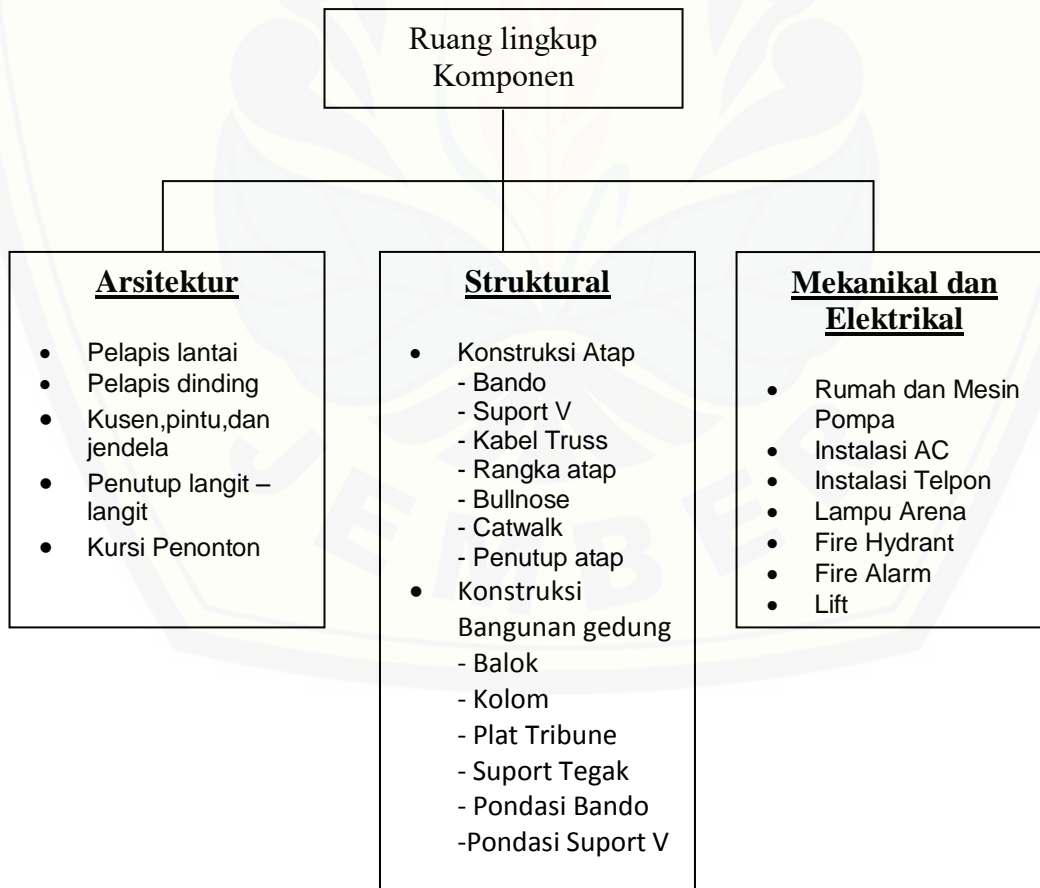 Ruang lingkup
Komponen
Arsitektur
• Pelapis lantai
• Pelapis dinding
• Kusen,pintu,dan
jendela
• Penutup langit –
langit
• Kursi Penonton
Struktural
• Konstruksi Atap
- Bando
- Suport V
- Kabel Truss
- Rangka atap
- Bullnose
- Catwalk
- Penutup atap
• Konstruksi
Bangunan gedung
- Balok
- Kolom
- Plat Tribune
- Suport Tegak
- Pondasi Bando
-Pondasi Suport V
Mekanikal dan
Elektrikal
• Rumah dan Mesin
Pompa
• Instalasi AC
• Instalasi Telpon
• Lampu Arena
• Fire Hydrant
• Fire Alarm
• Lift
JEMBER